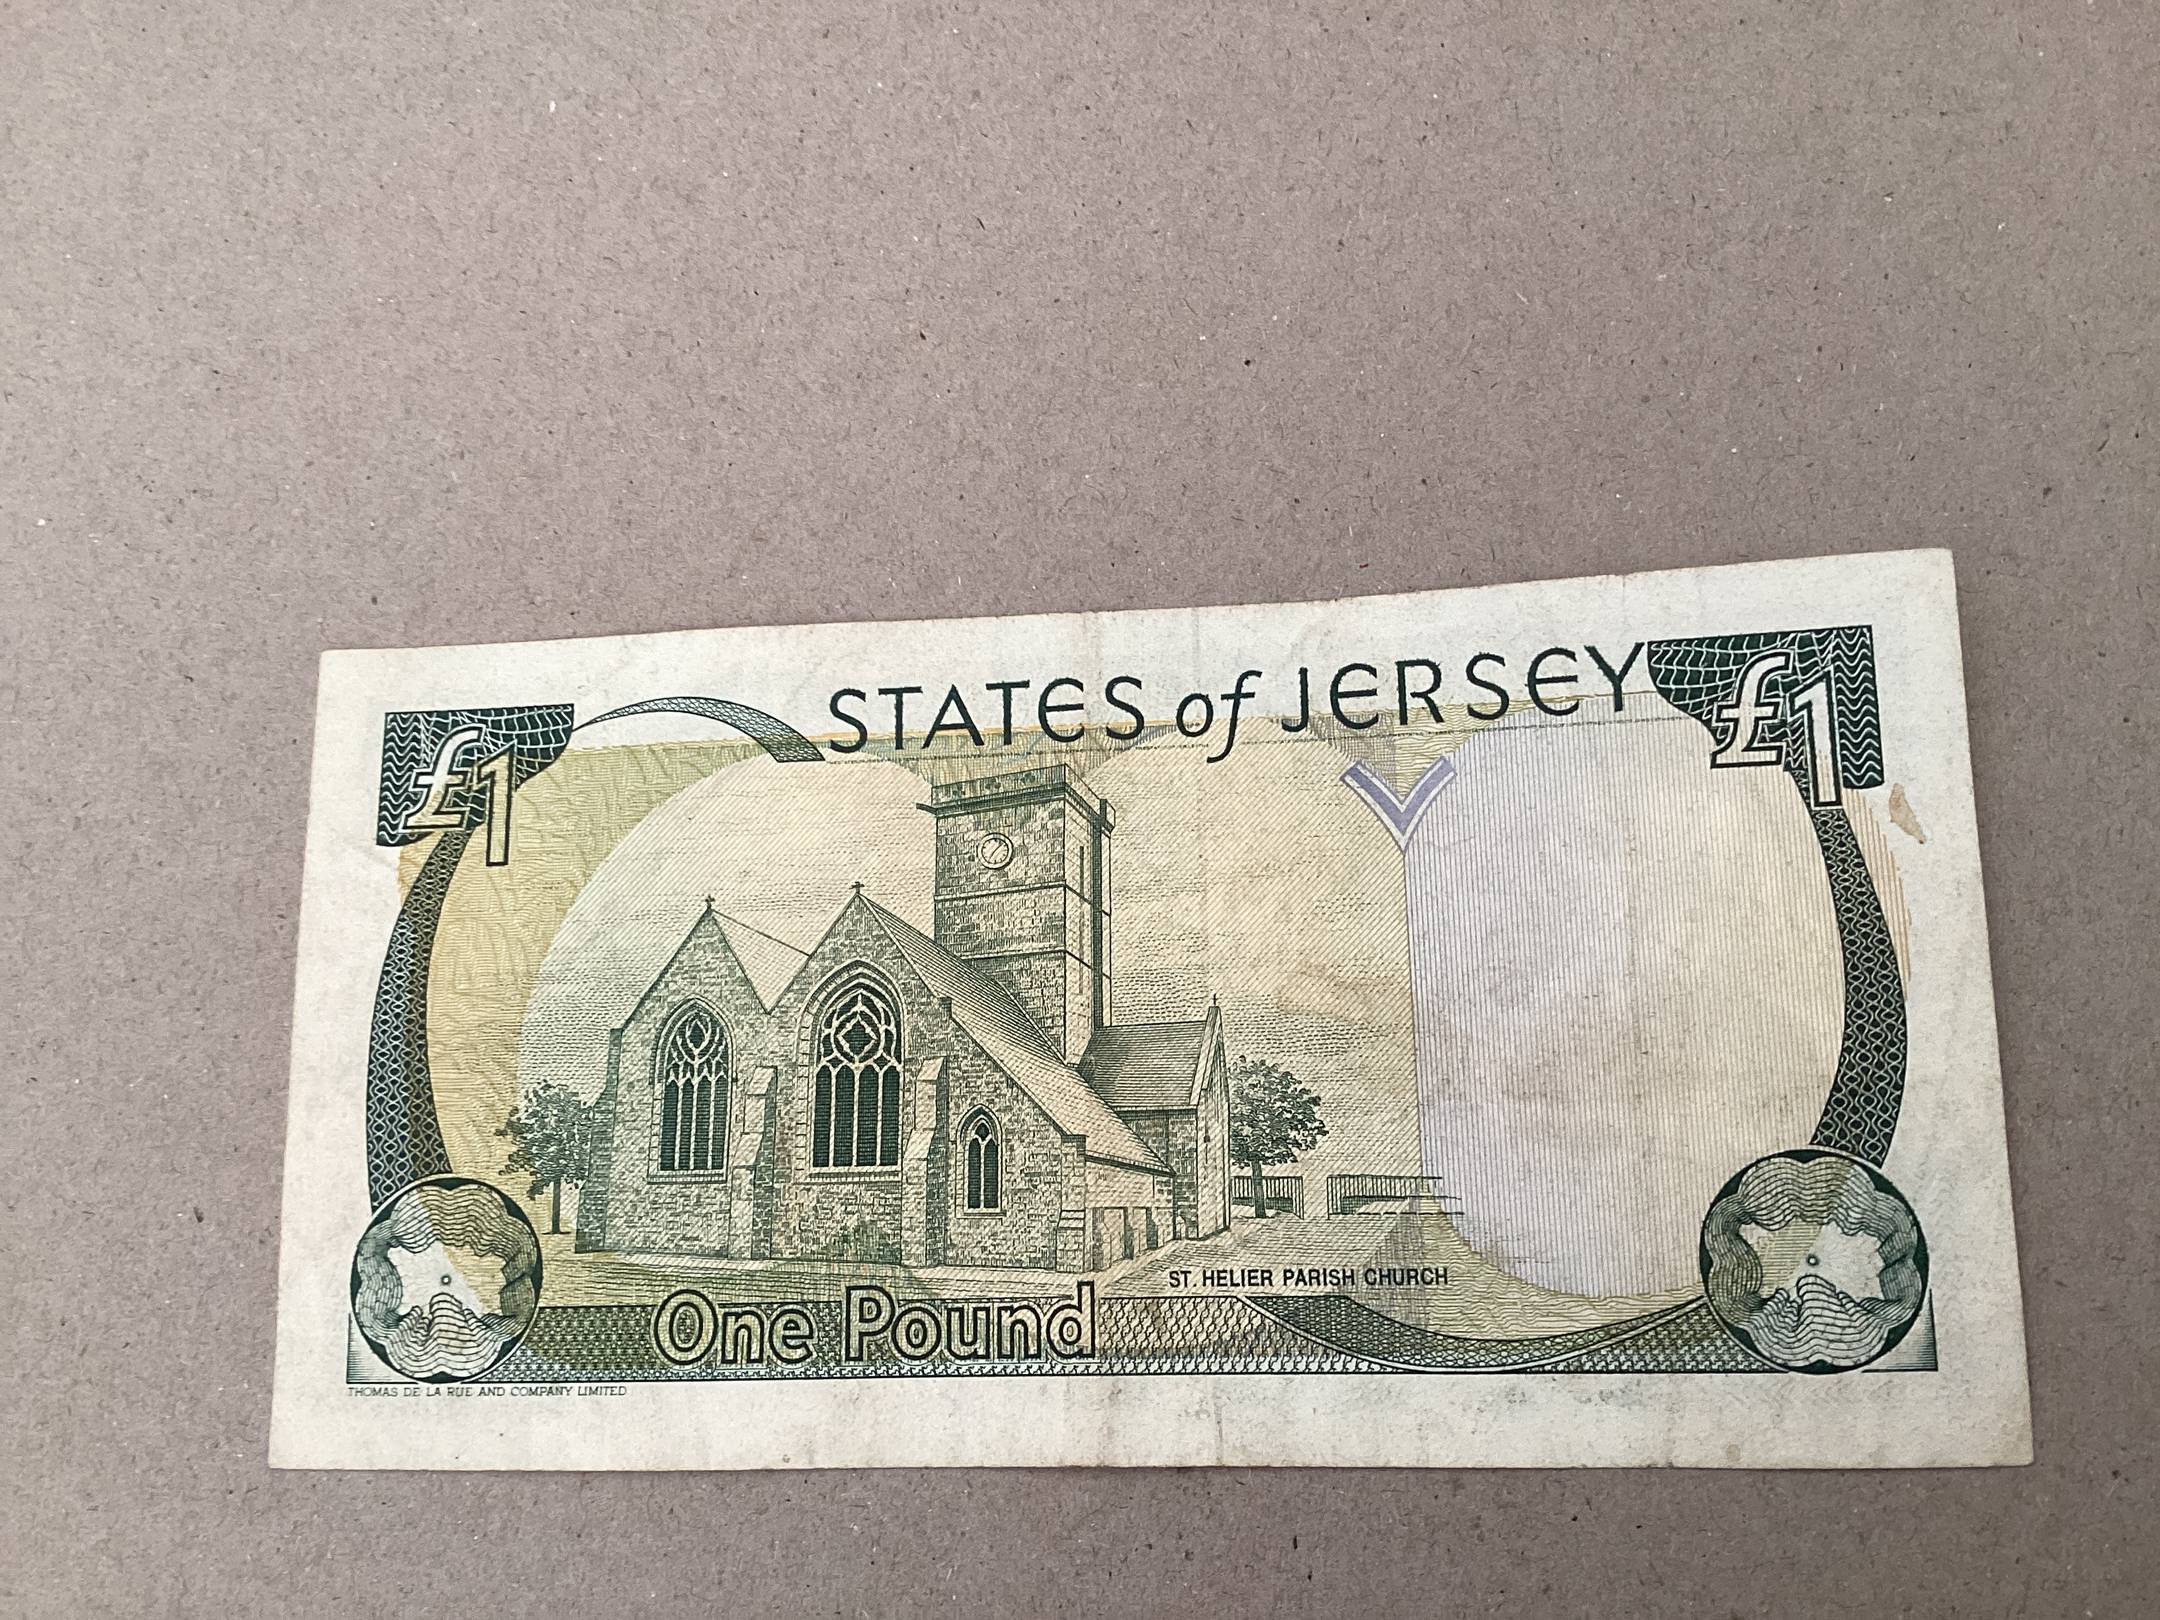 STATES of JERSEY
£1
£1
ST. HELIER PARISH CHURCH
One Pound
THOMAS DE LA RUE AND COMPANY LIMITED